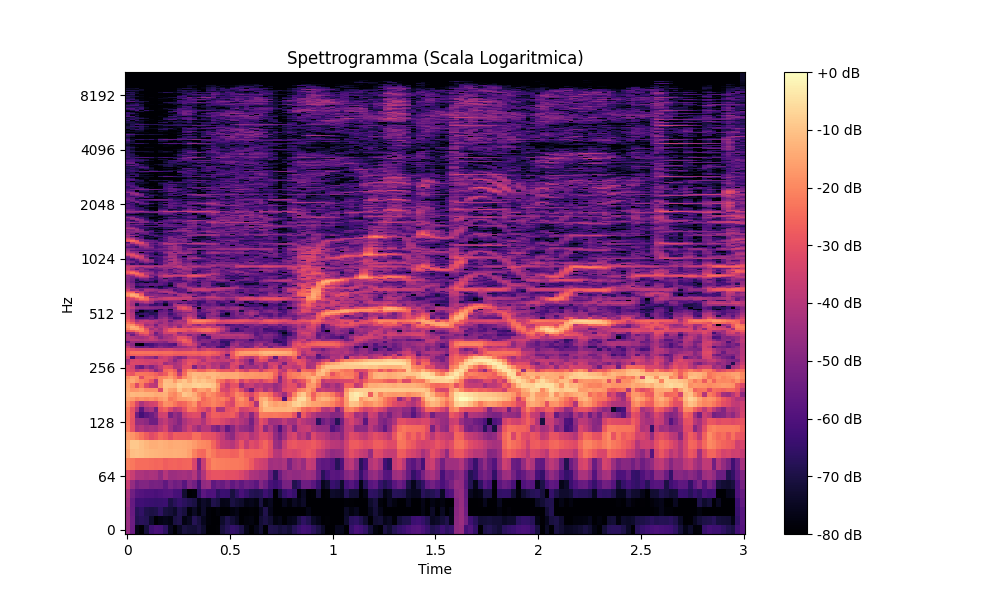 Spettrogramma (Scala Logaritmica)
Hz
8192
4096
2048
1024
512
256
128
64
0
0 0.5 1 1.5 2 2.5 3
Time
+0 dB
-10 dB
-20 dB
-30 dB
-40 dB
-50 dB
-60 dB
-70 dB
-80 dB